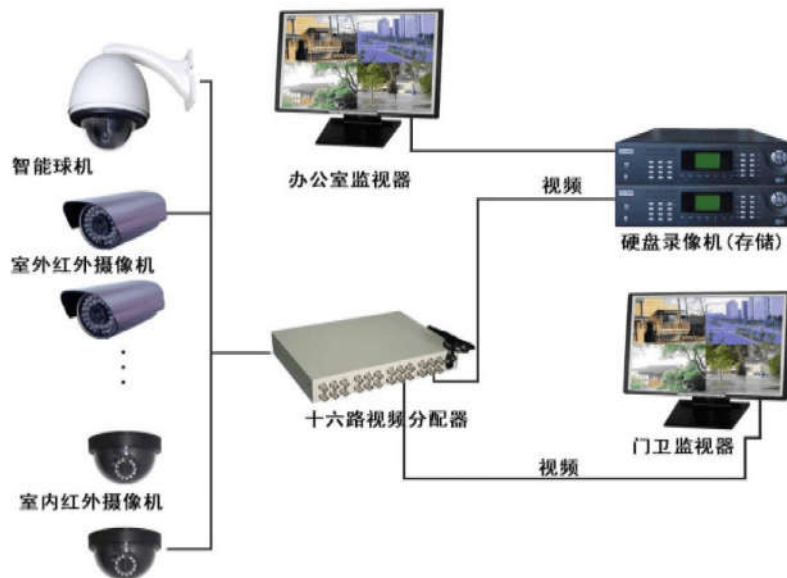 智能球机
办公室监视器
视频
硬盘录像机(存储)
室外红外摄像机
十六路视频分配器
门卫监视器
视频
室内红外摄像机